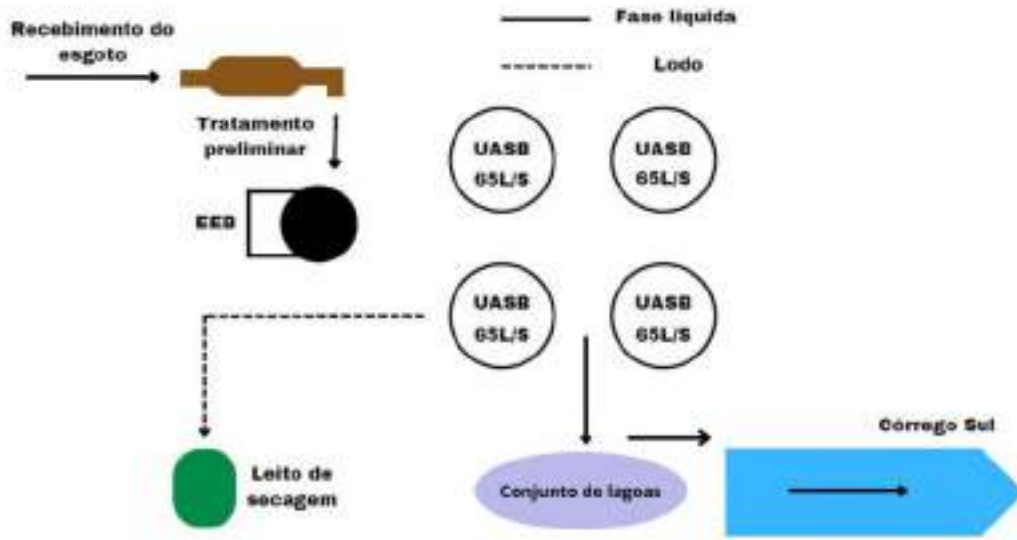 Recebimento do
esgoto
Fase líquida
Lodo
Tratamento
preliminar
EEB
UASB
65L/S
UASB
65L/S
UASB
65L/S
UASB
65L/S
Leito de
secagem
Conjunto de lagoas
Córrego Sul